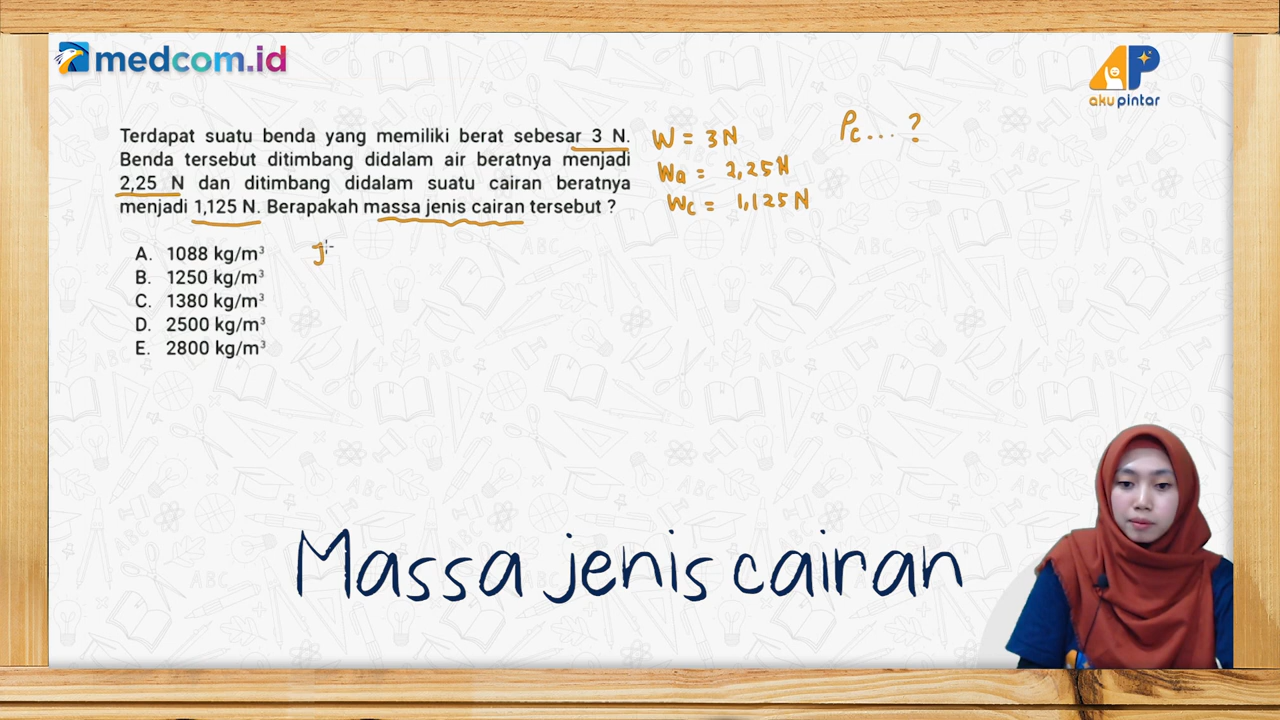 medcom.id
aku pintar
Terdapat suatu benda yang memiliki berat sebesar 3 N.
Benda tersebut ditimbang didalam air beratnya menjadi
2,25 N dan ditimbang didalam suatu cairan beratnya
menjadi 1,125 N. Berapakah massa jenis cairan tersebut ?
A. 1088 kg/m³
B. 1250 kg/m³
C. 1380 kg/m³
D. 2500 kg/m³
E. 2800 kg/m³
W = 3 N
Wa = 2,25 N
Wc = 1,125 N
ρc ... ?
Massa jenis cairan